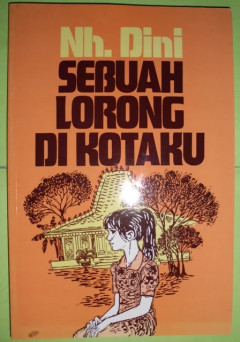 Nh. Dini
SEBUAH
LORONG
DI KOTAKU